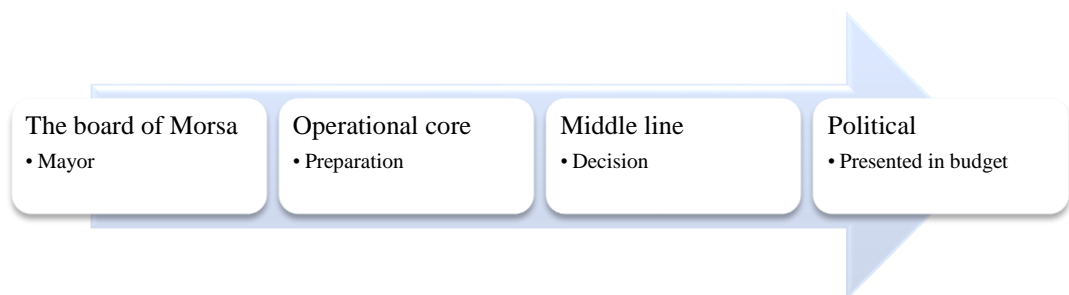 The board of Morsa
• Mayor
Operational core
• Preparation
Middle line
• Decision
Political
• Presented in budget